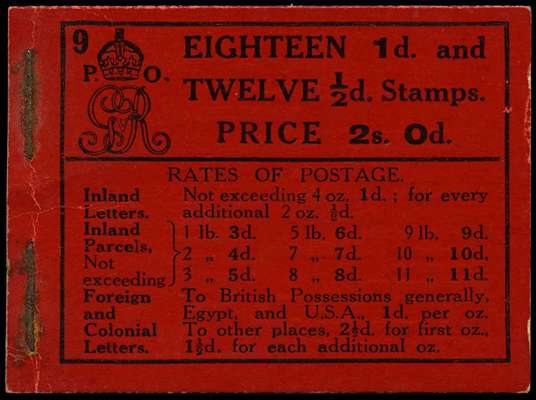 9
P. O.
GR
EIGHTEEN 1d. and
TWELVE ½d. Stamps.
PRICE 2s. 0d.
RATES OF POSTAGE.
Inland Letters. Not exceeding 4 oz. 1d. ; for every
additional 2 oz. ½d.
Inland Parcels, Not exceeding
1 lb. 3d. 5 lb. 6d. 9 lb. 9d.
2 „ 4d. 7 „ 7d. 10 „ 10d.
3 „ 5d. 8 „ 8d. 11 „ 11d.
Foreign and Colonial Letters. To British Possessions generally,
Egypt, and U.S.A., 1d. per oz.
To other places, 2½d. for first oz.,
1½d. for each additional oz.